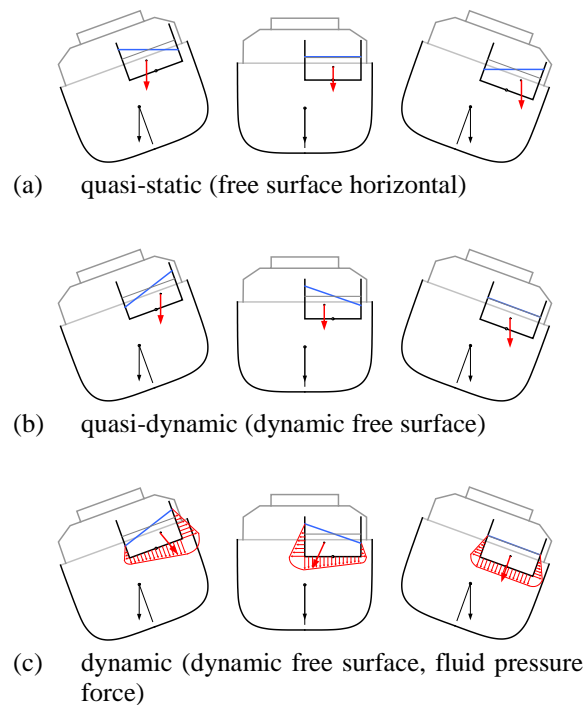 (a) quasi-static (free surface horizontal)
(b) quasi-dynamic (dynamic free surface)
(c) dynamic (dynamic free surface, fluid pressure
force)